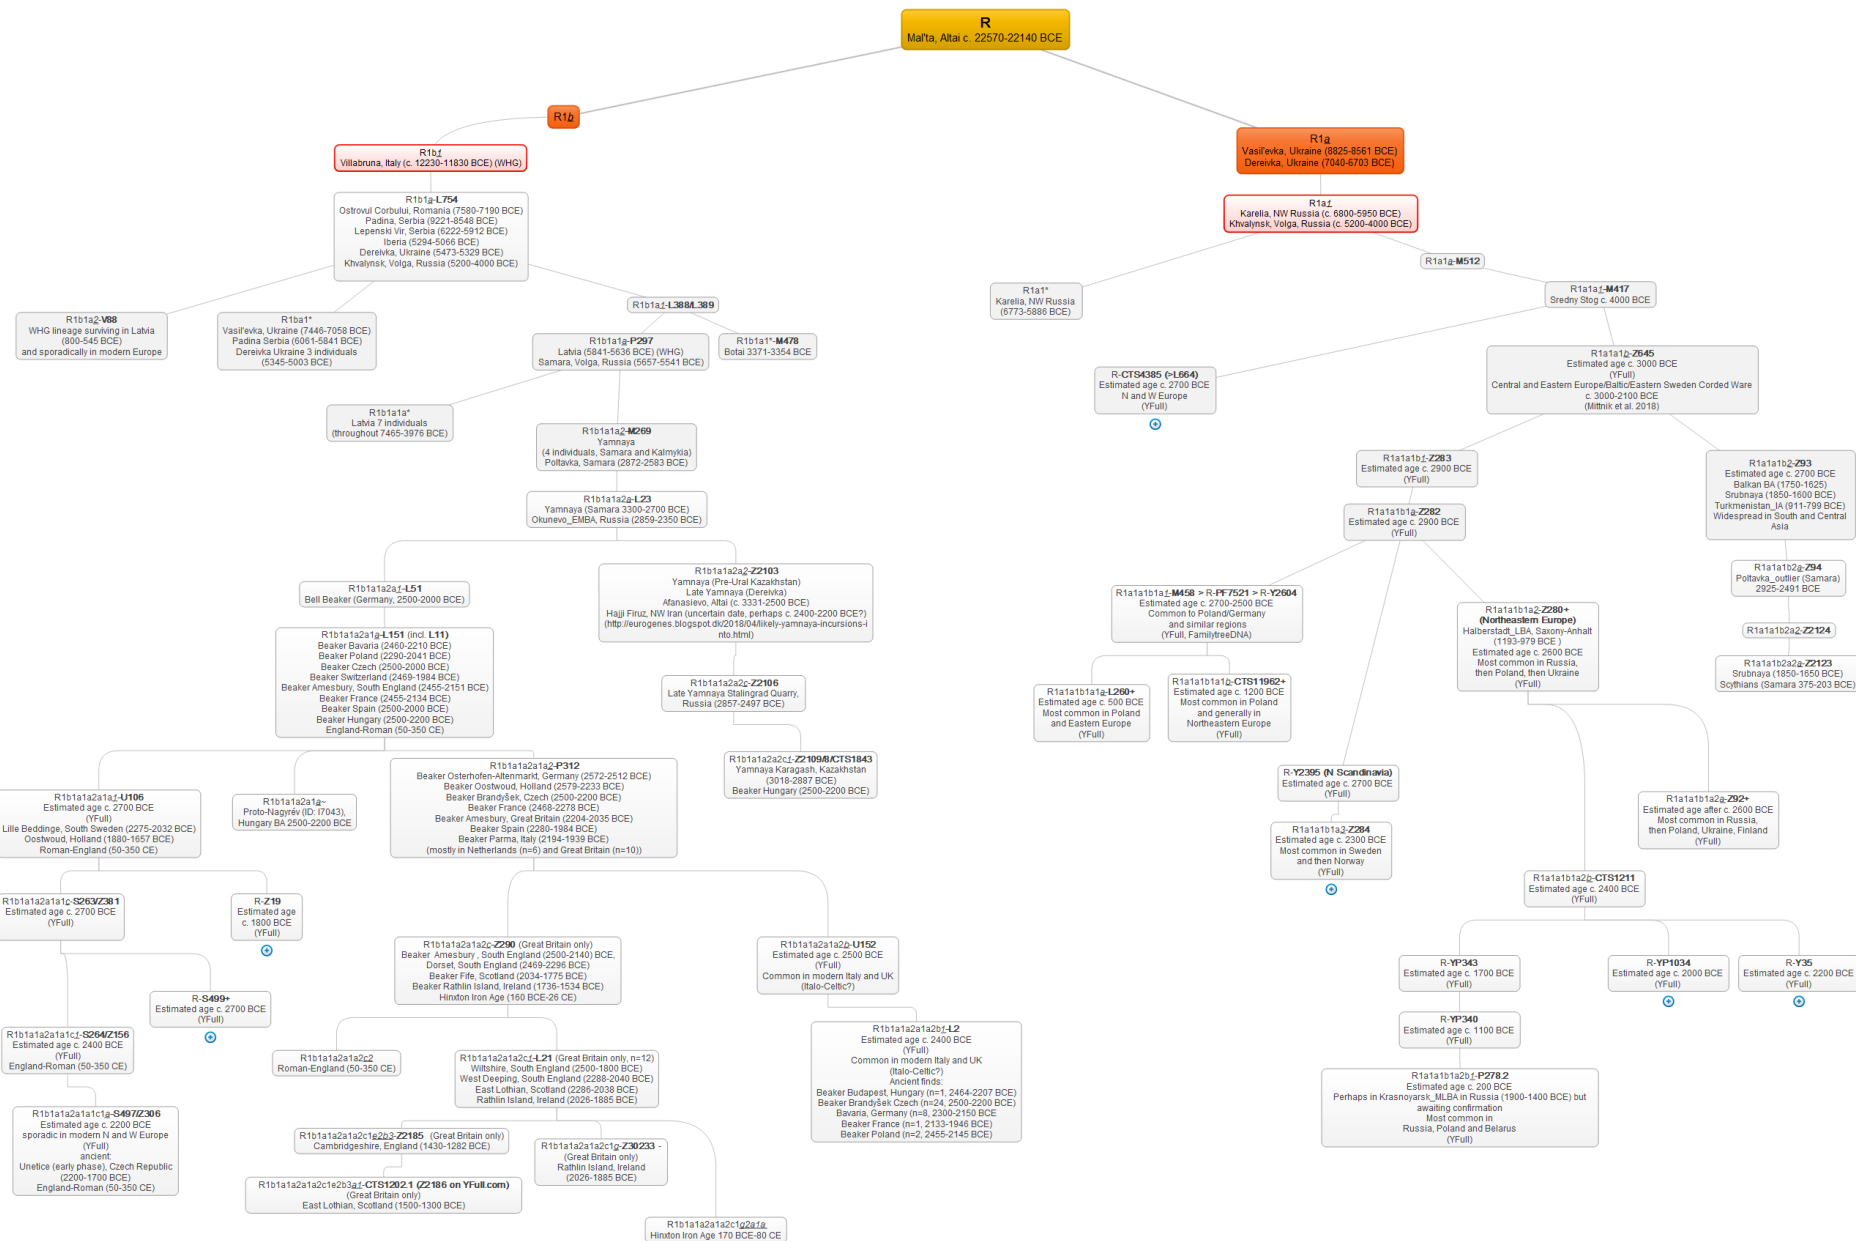 R
Mal'ta, Altai c. 22570-22140 BCE
R1b
R1b1
Villabruna, Italy (c. 12230-11830 BCE) (WHG)
R1b1a-L754
Ostrovul Corbului, Romania (7580-7190 BCE)
Padina, Serbia (9221-8548 BCE)
Lepenski Vir, Serbia (6222-5912 BCE)
Iberia (5294-5066 BCE)
Dereivka, Ukraine (5473-5329 BCE)
Khvalynsk, Volga, Russia (5200-4000 BCE)
R1b1a2-V88
WHG lineage surviving in Latvia
(800-545 BCE)
and sporadically in modern Europe
R1ba1*
Vasil'evka, Ukraine (7446-7058 BCE)
Padina Serbia (6061-5841 BCE)
Dereivka Ukraine 3 individuals
(5345-5003 BCE)
R1b1a1-L388/L389
R1b1a1a-P297
Latvia (5841-5636 BCE) (WHG)
Samara, Volga, Russia (5657-5541 BCE)
R1b1a1*-M478
Botai 3371-3354 BCE
R1b1a1a*
Latvia 7 individuals
(throughout 7465-3976 BCE)
R1b1a1a2-M269
Yamnaya
(4 individuals, Samara and Kalmykia)
Poltavka, Samara (2872-2583 BCE)
R1b1a1a2a-L23
Yamnaya (Samara 3300-2700 BCE)
Okunevo_EMBA, Russia (2859-2350 BCE)
R1b1a1a2a1-L51
Bell Beaker (Germany, 2500-2000 BCE)
R1b1a1a2a2-Z2103
Yamnaya (Pre-Ural Kazakhstan)
Late Yamnaya (Dereivka)
Afanasievo, Altai (c. 3331-2500 BCE)
Hajji Firuz, NW Iran (uncertain date, perhaps c. 2400-2200 BCE?)
(http://eurogenes.blogspot.dk/2018/04/likely-yamnaya-incursions-i
nto.html)
R1b1a1a2a1a-L151 (incl. L11)
Beaker Bavaria (2460-2210 BCE)
Beaker Poland (2290-2041 BCE)
Beaker Czech (2500-2000 BCE)
Beaker Switzerland (2469-1984 BCE)
Beaker Amesbury, South England (2455-2151 BCE)
Beaker France (2455-2134 BCE)
Beaker Spain (2500-2000 BCE)
Beaker Hungary (2500-2200 BCE)
England-Roman (50-350 CE)
R1b1a1a2a2c-Z2106
Late Yamnaya Stalingrad Quarry,
Russia (2857-2497 BCE)
R1b1a1a2a2c1-Z2109/8/CTS1843
Yamnaya Karagash, Kazakhstan
(3018-2887 BCE)
Beaker Hungary (2500-2200 BCE)
R1b1a1a2a1a1-U106
Estimated age c. 2700 BCE
(YFull)
Lille Beddinge, South Sweden (2275-2032 BCE)
Oostwoud, Holland (1880-1657 BCE)
Roman-England (50-350 CE)
R1b1a1a2a1a~
Proto-Nagyrév (ID: I7043),
Hungary BA 2500-2200 BCE
R1b1a1a2a1a2-P312
Beaker Osterhofen-Altenmarkt, Germany (2572-2512 BCE)
Beaker Oostwoud, Holland (2579-2233 BCE)
Beaker Brandyšek, Czech (2500-2200 BCE)
Beaker France (2468-2278 BCE)
Beaker Amesbury, Great Britain (2204-2035 BCE)
Beaker Spain (2280-1984 BCE)
Beaker Parma, Italy (2194-1939 BCE)
(mostly in Netherlands (n=6) and Great Britain (n=10))
R1b1a1a2a1a1c-S263/Z381
Estimated age c. 2700 BCE
(YFull)
R-Z19
Estimated age
c. 1800 BCE
(YFull)
R-S499+
Estimated age c. 2700 BCE
(YFull)
R1b1a1a2a1a1c1-S264/Z156
Estimated age c. 2400 BCE
(YFull)
England-Roman (50-350 CE)
R1b1a1a2a1a1c1a-S497/Z306
Estimated age c. 2200 BCE
sporadic in modern N and W Europe
(YFull)
ancient:
Unetice (early phase), Czech Republic
(2200-1700 BCE)
England-Roman (50-350 CE)
R1b1a1a2a1a2c-Z290 (Great Britain only)
Beaker Amesbury , South England (2500-2140) BCE,
Dorset, South England (2469-2296 BCE)
Beaker Fife, Scotland (2034-1775 BCE)
Beaker Rathlin Island, Ireland (1736-1534 BCE)
Hinxton Iron Age (160 BCE-26 CE)
R1b1a1a2a1a2b-U152
Estimated age c. 2500 BCE
(YFull)
Common in modern Italy and UK
(Italo-Celtic?)
R1b1a1a2a1a2c2
Roman-England (50-350 CE)
R1b1a1a2a1a2c1-L21 (Great Britain only, n=12)
Wiltshire, South England (2500-1800 BCE)
West Deeping, South England (2288-2040 BCE)
East Lothian, Scotland (2286-2038 BCE)
Rathlin Island, Ireland (2026-1885 BCE)
R1b1a1a2a1a2b1-L2
Estimated age c. 2400 BCE
(YFull)
Common in modern Italy and UK
(Italo-Celtic?)
Ancient finds:
Beaker Budapest, Hungary (n=1, 2464-2207 BCE)
Beaker Brandyšek Czech (n=24, 2500-2200 BCE)
Bavaria, Germany (n=8, 2300-2150 BCE
Beaker France (n=1, 2133-1946 BCE)
Beaker Poland (n=2, 2455-2145 BCE)
R1b1a1a2a1a2c1e2b3-Z2185 (Great Britain only)
Cambridgeshire, England (1430-1282 BCE)
R1b1a1a2a1a2c1g-Z30233 -
(Great Britain only)
Rathlin Island, Ireland
(2026-1885 BCE)
R1b1a1a2a1a2c1e2b3a1-CTS1202.1 (Z2186 on YFull.com)
(Great Britain only)
East Lothian, Scotland (1500-1300 BCE)
R1b1a1a2a1a2c1g2a1a
Hinxton Iron Age 170 BCE-80 CE
R1a
Vasil'evka, Ukraine (8825-8561 BCE)
Dereivka, Ukraine (7040-6703 BCE)
R1a1
Karelia, NW Russia (c. 6800-5950 BCE)
Khvalynsk, Volga, Russia (c. 5200-4000 BCE)
R1a1*
Karelia, NW Russia
(6773-5886 BCE)
R1a1a-M512
R1a1a1-M417
Sredny Stog c. 4000 BCE
R-CTS4385 (>L664)
Estimated age c. 2700 BCE
N and W Europe
(YFull)
R1a1a1b-Z645
Estimated age c. 3000 BCE
(YFull)
Central and Eastern Europe/Baltic/Eastern Sweden Corded Ware
c. 3000-2100 BCE
(Mittnik et al. 2018)
R1a1a1b1-Z283
Estimated age c. 2900 BCE
(YFull)
R1a1a1b2-Z93
Estimated age c. 2700 BCE
Balkan BA (1750-1625)
Srubnaya (1850-1600 BCE)
Turkmenistan_IA (911-799 BCE)
Widespread in South and Central
Asia
R1a1a1b1a-Z282
Estimated age c. 2900 BCE
(YFull)
R1a1a1b2a-Z94
Poltavka_outlier (Samara)
2925-2491 BCE
R1a1a1b2a2-Z2124
R1a1a1b2a2a-Z2123
Srubnaya (1850-1650 BCE)
Scythians (Samara 375-203 BCE)
R1a1a1b1a1-M458 > R-PF7521 > R-Y2604
Estimated age c. 2700-2500 BCE
Common to Poland/Germany
and similar regions
(YFull, FamilytreeDNA)
R1a1a1b1a2-Z280+
(Northeastern Europe)
Halberstadt_LBA, Saxony-Anhalt
(1193-979 BCE )
Estimated age c. 2600 BCE
Most common in Russia,
then Poland, then Ukraine
(YFull)
R1a1a1b1a1a-L260+
Estimated age c. 500 BCE
Most common in Poland
and Eastern Europe
(YFull)
R1a1a1b1a1b-CTS11962+
Estimated age c. 1200 BCE
Most common in Poland
and generally in
Northeastern Europe
(YFull)
R-Y2395 (N Scandinavia)
Estimated age c. 2700 BCE
(YFull)
R1a1a1b1a3-Z284
Estimated age c. 2300 BCE
Most common in Sweden
and then Norway
(YFull)
R1a1a1b1a2a-Z92+
Estimated age after c. 2600 BCE
Most common in Russia,
then Poland, Ukraine, Finland
(YFull)
R1a1a1b1a2b-CTS1211
Estimated age c. 2400 BCE
(YFull)
R-YP343
Estimated age c. 1700 BCE
(YFull)
R-YP1034
Estimated age c. 2000 BCE
(YFull)
R-Y35
Estimated age c. 2200 BCE
(YFull)
R-YP340
Estimated age c. 1100 BCE
(YFull)
R1a1a1b1a2b1-P278.2
Estimated age c. 200 BCE
Perhaps in Krasnoyarsk_MLBA in Russia (1900-1400 BCE) but
awaiting confirmation
Most common in
Russia, Poland and Belarus
(YFull)